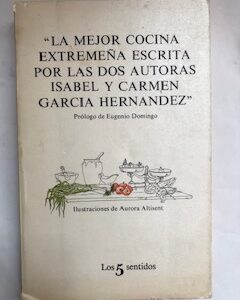 “LA MEJOR COCINA
EXTREMEÑA ESCRITA
POR LAS DOS AUTORAS
ISABEL Y CARMEN
GARCIA HERNANDEZ”
Prólogo de Eugenio Domingo
Ilustraciones de Aurora Altisent
Los 5 sentidos